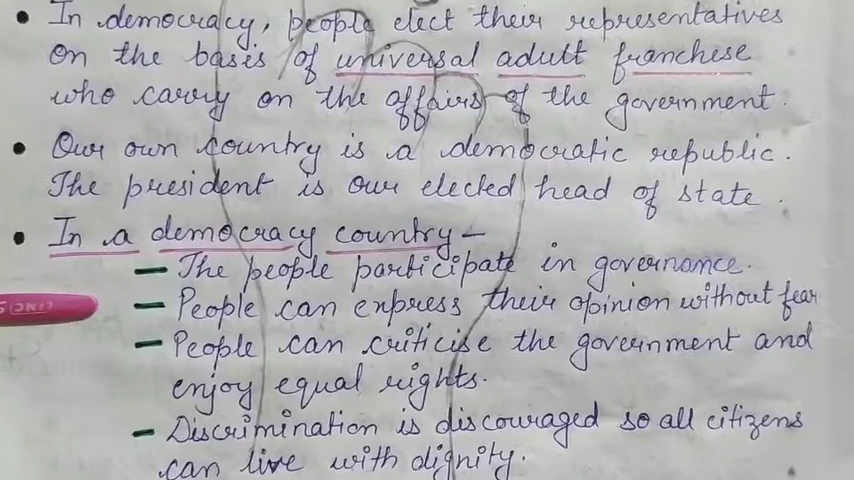 • In democracy, people elect their representatives
on the basis of universal adult franchese
who carry on the affairs of the government.
• Our own country is a democratic republic.
The president is our elected head of state.
• In a democracy country –
– The people participate in governance.
– People can express their opinion without fear
– People can criticise the government and
enjoy equal rights.
– Discrimination is discouraged so all citizens
can live with dignity.